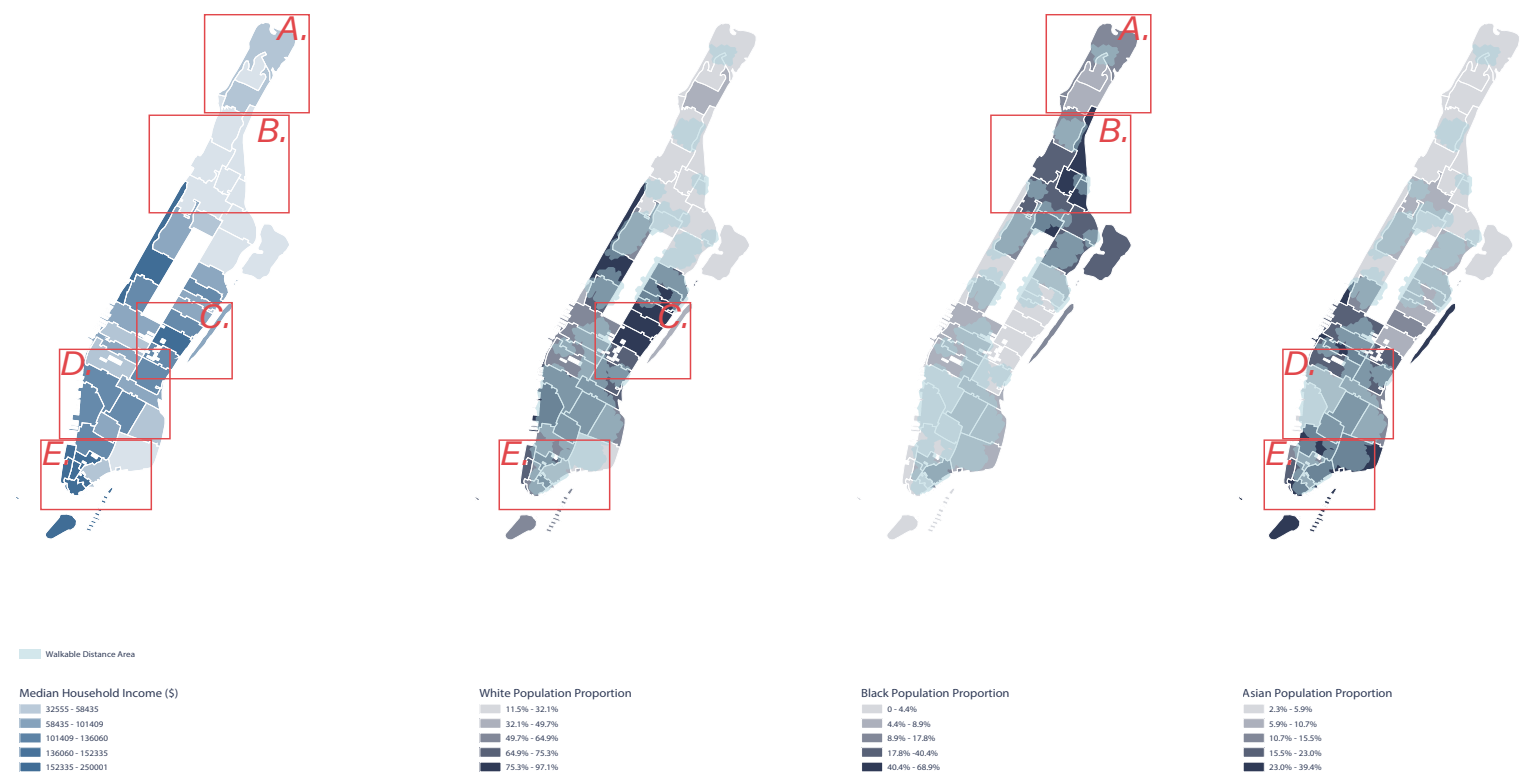 A.
A.
B.
B.
C.
C.
D.
D.
E.
E.
E.
Walkable Distance Area
Median Household Income ($)
32555 - 58435
58435 - 101409
101409 - 136060
136060 - 152335
152335 - 250001
White Population Proportion
11.5% - 32.1%
32.1% - 49.7%
49.7% - 64.9%
64.9% - 75.3%
75.3% - 97.1%
Black Population Proportion
0 - 4.4%
4.4% - 8.9%
8.9% - 17.8%
17.8% -40.4%
40.4% - 68.9%
Asian Population Proportion
2.3% - 5.9%
5.9% - 10.7%
10.7% - 15.5%
15.5% - 23.0%
23.0% - 39.4%